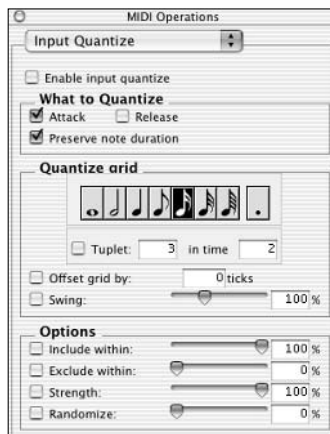 MIDI Operations
Input Quantize
Enable input quantize
What to Quantize
Attack Release
Preserve note duration
Quantize grid
Tuplet: 3 in time 2
Offset grid by: 0 ticks
Swing: 100 %
Options
Include within: 100 %
Exclude within: 0 %
Strength: 100 %
Randomize: 0 %